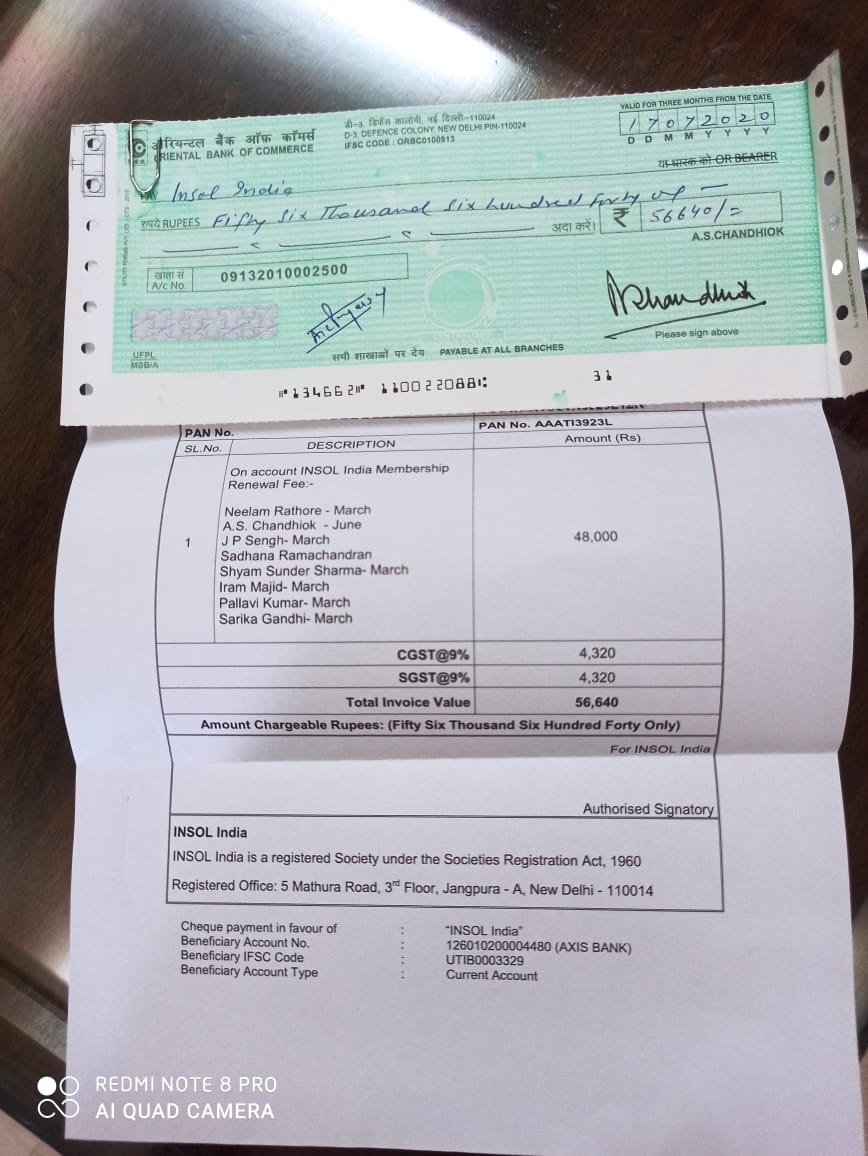 ओरियन्टल बैंक ऑफ़ कॉमर्स
ORIENTAL BANK OF COMMERCE
डी-3, डिफेंस कालोनी, नई दिल्ली-110024
D-3, DEFENCE COLONY, NEW DELHI PIN-110024
IFSC CODE : ORBC0100913
VALID FOR THREE MONTHS FROM THE DATE
17072020
D D M M Y Y Y Y
या धारक को OR BEARER
PAY Insol India
रुपये RUPEES Fifty Six Thousand Six hundred forty
अदा करें। ₹ 56640/=
A.S.CHANDHIOK
खाता सं
A/c No. 09132010002500
UFPL
MSB/A
सभी शाखाओं पर देय PAYABLE AT ALL BRANCHES
Please sign above
⑈134662⑈ 110022088⑆ 31
PAN No. PAN No. AAATI3923L
SL.No. DESCRIPTION Amount (Rs)
On account INSOL India Membership
Renewal Fee:-
Neelam Rathore - March
A.S. Chandhiok - June
1 J P Sengh- March 48,000
Sadhana Ramachandran
Shyam Sunder Sharma- March
Iram Majid- March
Pallavi Kumar- March
Sarika Gandhi- March
CGST@9% 4,320
SGST@9% 4,320
Total Invoice Value 56,640
Amount Chargeable Rupees: (Fifty Six Thousand Six Hundred Forty Only)
For INSOL India
Authorised Signatory
INSOL India
INSOL India is a registered Society under the Societies Registration Act, 1960
Registered Office: 5 Mathura Road, 3rd Floor, Jangpura - A, New Delhi - 110014
Cheque payment in favour of : "INSOL India"
Beneficiary Account No. : 126010200004480 (AXIS BANK)
Beneficiary IFSC Code : UTIB0003329
Beneficiary Account Type : Current Account
REDMI NOTE 8 PRO
AI QUAD CAMERA